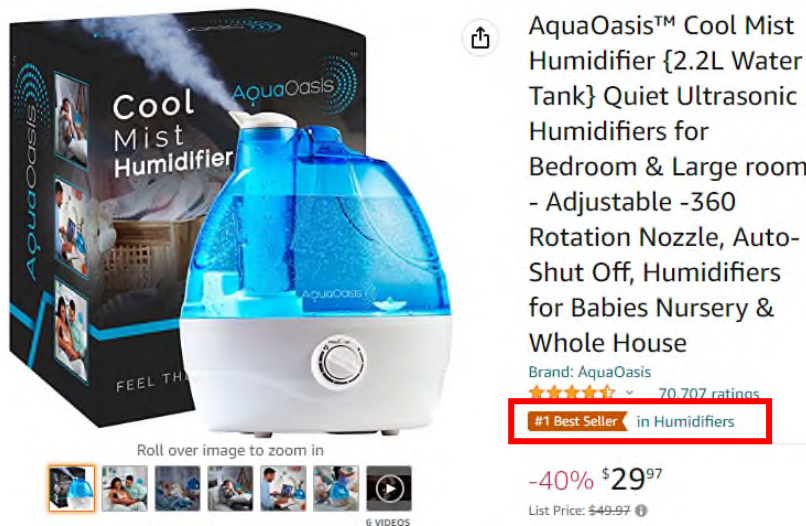 Cool
Mist
Humidifier
AquaOasis™
AquaOasis
FEEL TH
AquaOasis
Roll over image to zoom in
6 VIDEOS
AquaOasis™ Cool Mist
Humidifier {2.2L Water
Tank} Quiet Ultrasonic
Humidifiers for
Bedroom & Large room
- Adjustable -360
Rotation Nozzle, Auto-
Shut Off, Humidifiers
for Babies Nursery &
Whole House
Brand: AquaOasis
70,707 ratings
#1 Best Seller in Humidifiers
-40% $29⁹⁷
List Price: $49.97